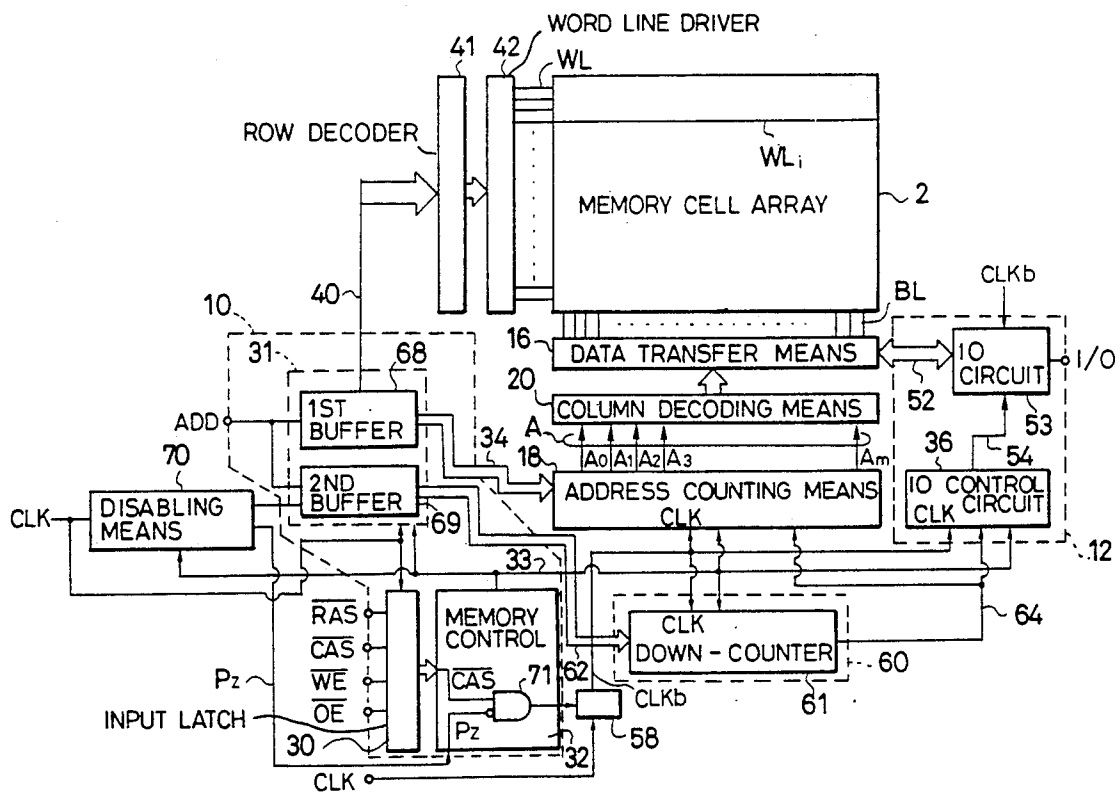 WORD LINE DRIVER
41
42
WL
ROW DECODER
WLi
MEMORY CELL ARRAY
2
40
CLKb
BL
10
31
68
16
DATA TRANSFER MEANS
IO
CIRCUIT
I/O
52
53
20
COLUMN DECODING MEANS
ADD
1ST
BUFFER
34
A
A0
A1
A2
A3
Am
54
36
70
18
2ND
BUFFER
ADDRESS COUNTING MEANS
CLK
IO CONTROL
CIRCUIT
CLK
CLK
DISABLING
MEANS
69
12
33
RAS
CAS
WE
OE
MEMORY
CONTROL
CAS
71
CLK
DOWN-COUNTER
64
60
62
61
Pz
CLKb
INPUT LATCH
30
Pz
32
58
CLK